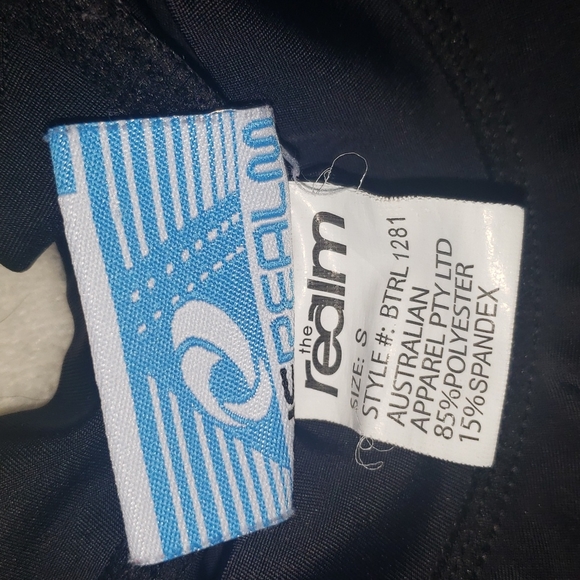 REALM
the
realm
SIZE: S
STYLE #: BTRL 1281
AUSTRALIAN
APPAREL PTY LTD
85%POLYESTER
15%SPANDEX